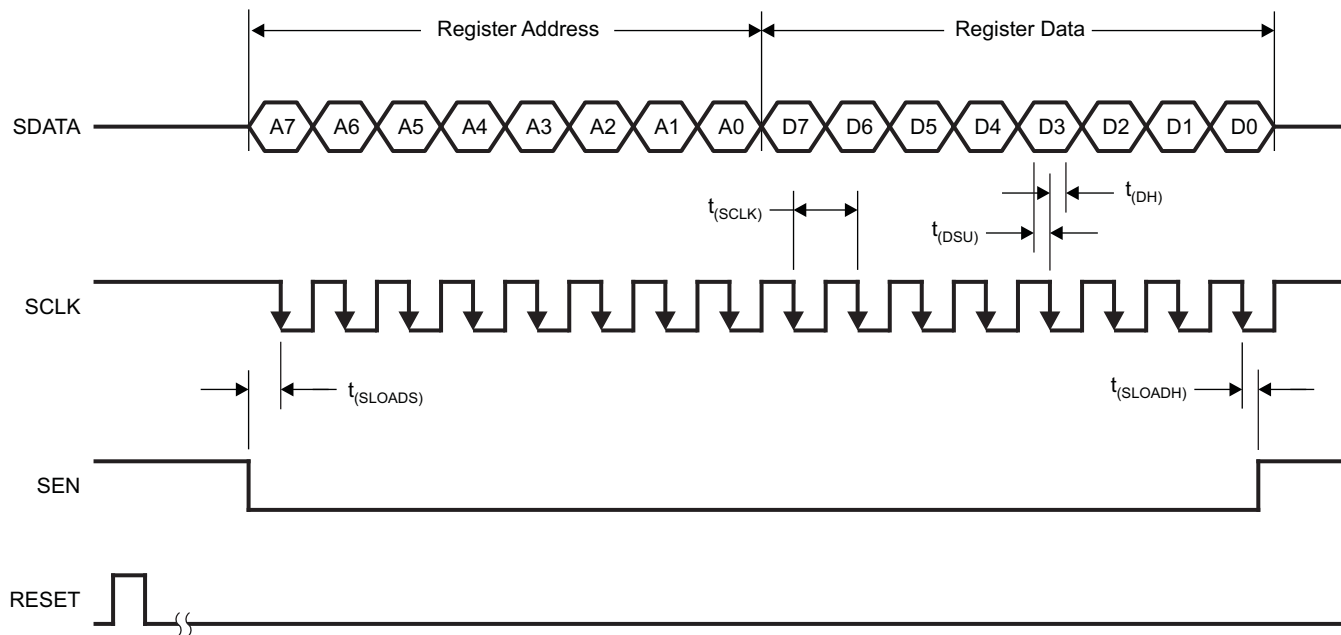 Register Address Register Data
SDATA A7 A6 A5 A4 A3 A2 A1 A0 D7 D6 D5 D4 D3 D2 D1 D0
t(SCLK) t(DH)
t(DSU)
SCLK
t(SLOADS) t(SLOADH)
SEN
RESET